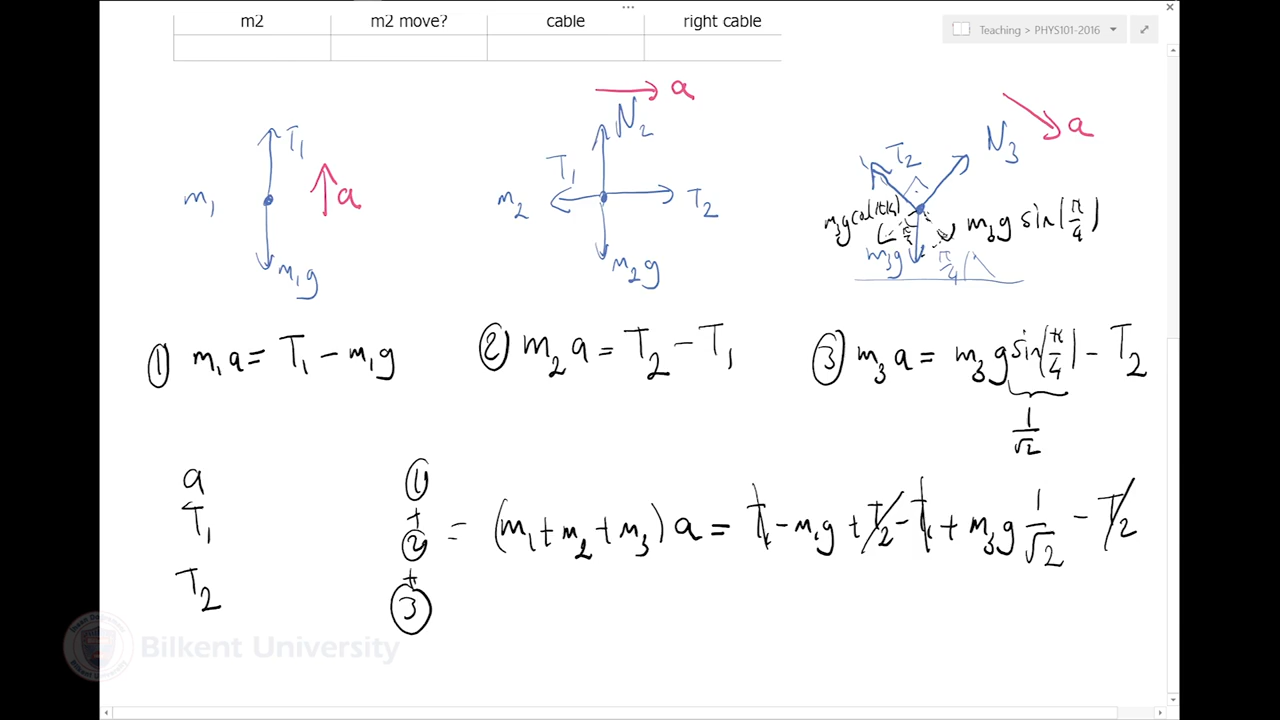 m2 m2 move? cable right cable
Teaching > PHYS101-2016
T₁
a
m₁
m₁g
a
N₂
T₁
m₂
T₂
m₂g
a
T₂
N₃
m₃g sin(π/4)
m₃g
π/4
① m₁a = T₁ − m₁g
② m₂a = T₂ − T₁
③ m₃a = m₃g sin(π/4) − T₂
1/√2
a
T₁
T₂
① + ② + ③ = (m₁+m₂+m₃)a = T₁ − m₁g + T₂ − T₁ + m₃g 1/√2 − T₂
Bilkent University